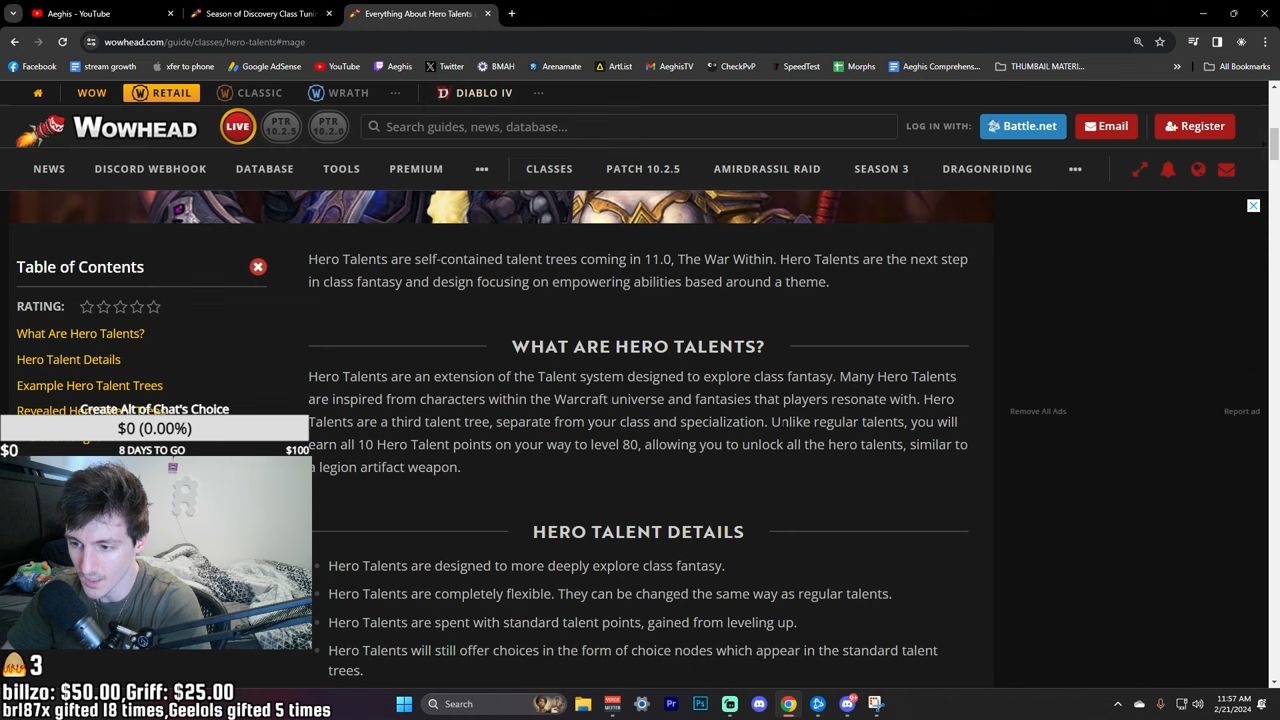 Aeghis - YouTube
Season of Discovery Class Tunin
Everything About Hero Talents
wowhead.com/guide/classes/hero-talents#mage
Facebook
stream growth
xfer to phone
Google AdSense
YouTube
Aeghis
Twitter
BMAH
Arenamate
ArtList
AeghisTV
CheckPvP
SpeedTest
Morphs
Aeghis Comprehens...
THUMBAIL MATERI...
All Bookmarks
WOW
RETAIL
CLASSIC
WRATH
DIABLO IV
WOWHEAD
LIVE
PTR 10.2.5
PTR 10.2.0
Search guides, news, database...
LOG IN WITH:
Battle.net
Email
Register
NEWS
DISCORD WEBHOOK
DATABASE
TOOLS
PREMIUM
CLASSES
PATCH 10.2.5
AMIRDRASSIL RAID
SEASON 3
DRAGONRIDING
Table of Contents
RATING:
What Are Hero Talents?
Hero Talent Details
Example Hero Talent Trees
Create Alt of Chat's Choice
$0 (0.00%)
$0
8 DAYS TO GO
$100
Hero Talents are self-contained talent trees coming in 11.0, The War Within. Hero Talents are the next step
in class fantasy and design focusing on empowering abilities based around a theme.
WHAT ARE HERO TALENTS?
Hero Talents are an extension of the Talent system designed to explore class fantasy. Many Hero Talents
are inspired from characters within the Warcraft universe and fantasies that players resonate with. Hero
Talents are a third talent tree, separate from your class and specialization. Unlike regular talents, you will
earn all 10 Hero Talent points on your way to level 80, allowing you to unlock all the hero talents, similar to
a legion artifact weapon.
HERO TALENT DETAILS
Hero Talents are designed to more deeply explore class fantasy.
Hero Talents are completely flexible. They can be changed the same way as regular talents.
Hero Talents are spent with standard talent points, gained from leveling up.
Hero Talents will still offer choices in the form of choice nodes which appear in the standard talent
trees.
Remove All Ads
Report ad
3
billzo: $50.00,Griff: $25.00
br187x gifted 18 times,Geelols gifted 5 times
Search
11:57 AM
2/21/2024